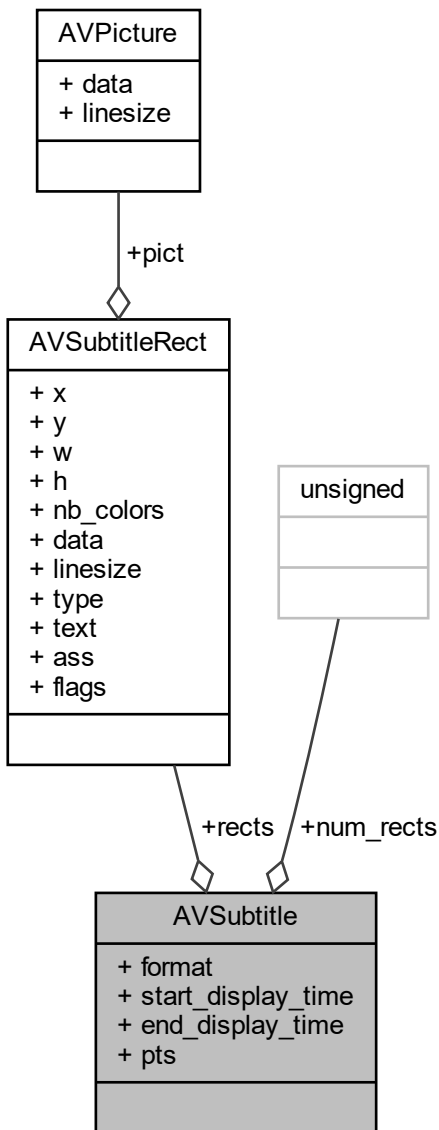 AVPicture
+ data
+ linesize
+pict
AVSubtitleRect
+ x
+ y
+ w
+ h
+ nb_colors
+ data
+ linesize
+ type
+ text
+ ass
+ flags
unsigned
+rects
+num_rects
AVSubtitle
+ format
+ start_display_time
+ end_display_time
+ pts